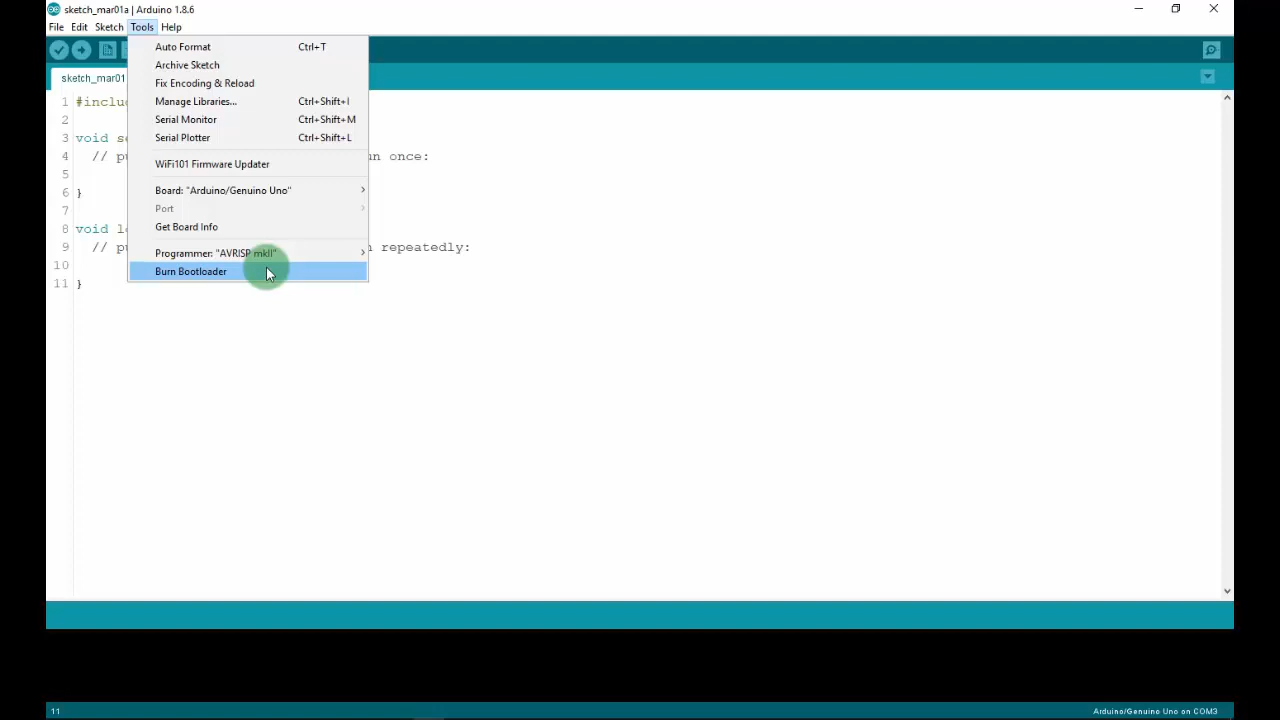 sketch_mar01a | Arduino 1.8.6
File Edit Sketch Tools Help
sketch_mar01
Auto Format Ctrl+T
Archive Sketch
Fix Encoding & Reload
Manage Libraries... Ctrl+Shift+I
Serial Monitor Ctrl+Shift+M
Serial Plotter Ctrl+Shift+L
WiFi101 Firmware Updater
Board: "Arduino/Genuino Uno"
Port
Get Board Info
Programmer: "AVRISP mkII"
Burn Bootloader
1 #inclu
2
3 void se
4 // pu un once:
5
6 }
7
8 void lo
9 // pu n repeatedly:
10
11 }
11 Arduino/Genuino Uno on COM3